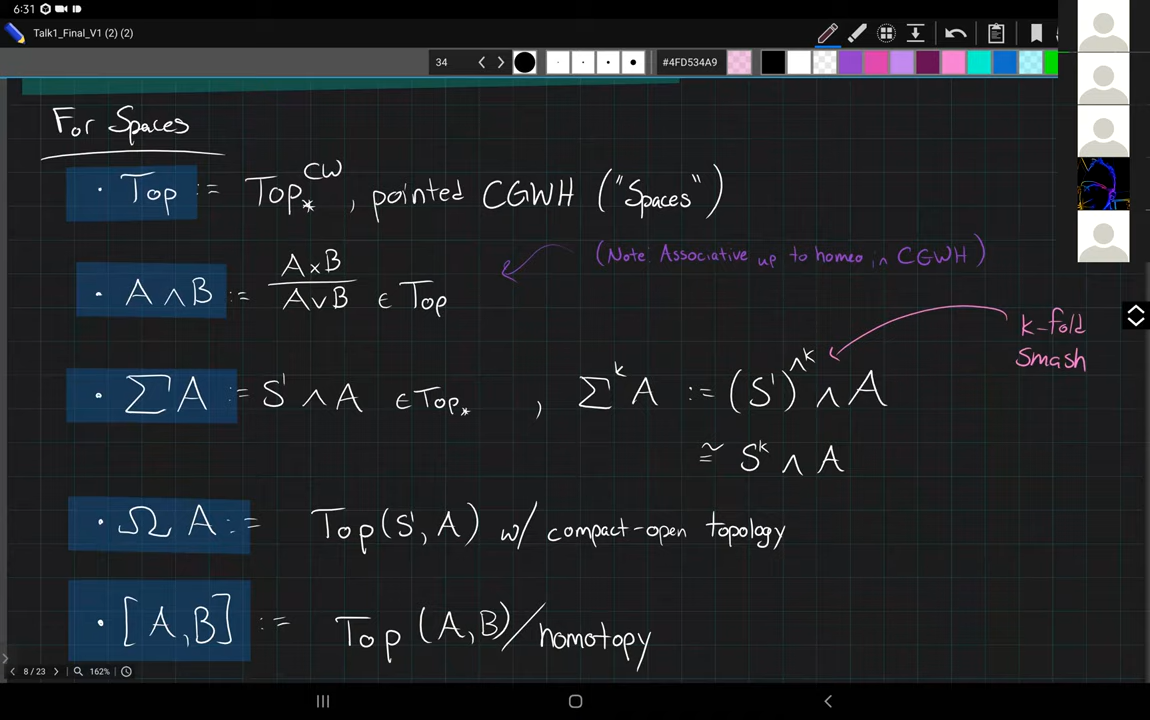 6:31
Talk1_Final_V1 (2) (2)
34
#4FD534A9
For Spaces
· Top := Top_*^CW, pointed CGWH ("Spaces")
(Note: Associative up to homeo in CGWH)
· A ∧ B := A×B / A∨B ∈ Top
k-fold
Smash
· ΣA := S¹ ∧ A ∈ Top_* , Σ^k A := (S¹)^∧k ∧ A
≅ S^k ∧ A
· ΩA := Top(S¹, A) w/ compact-open topology
· [A,B] := Top (A,B)/homotopy
8 / 23
162%